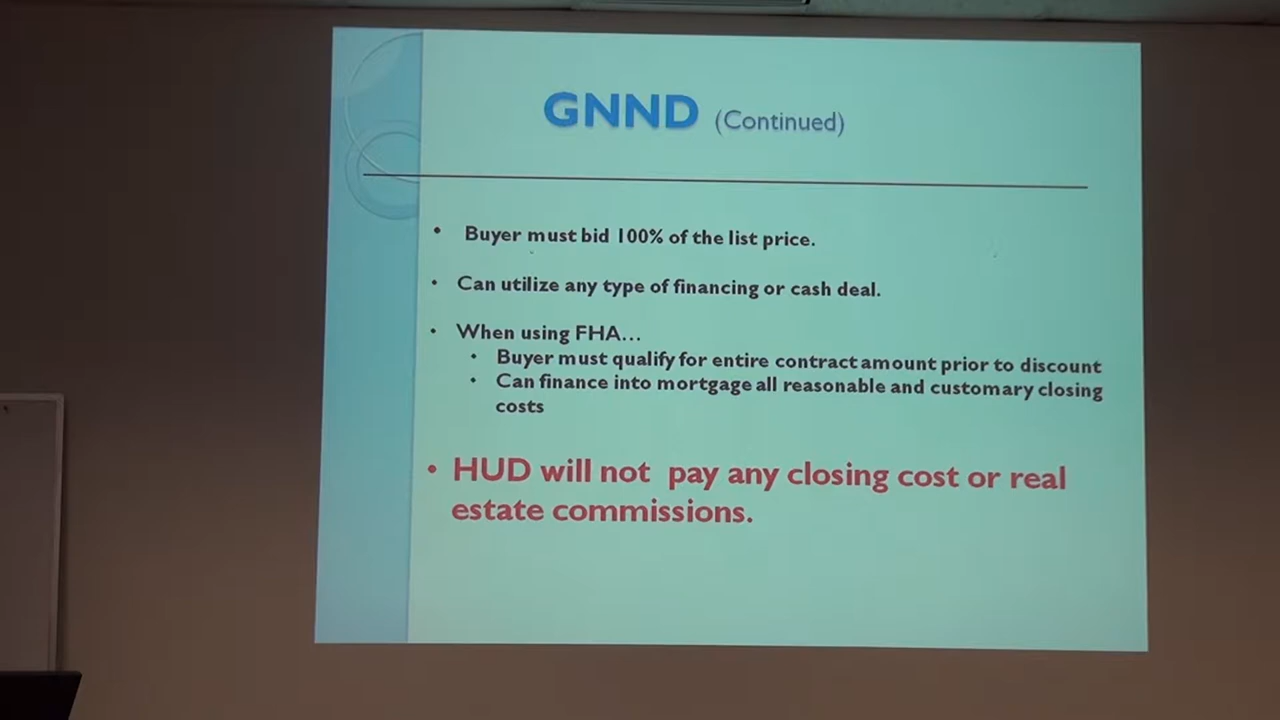 GNND (Continued)
• Buyer must bid 100% of the list price.
• Can utilize any type of financing or cash deal.
• When using FHA...
• Buyer must qualify for entire contract amount prior to discount
• Can finance into mortgage all reasonable and customary closing
costs
• HUD will not pay any closing cost or real
estate commissions.